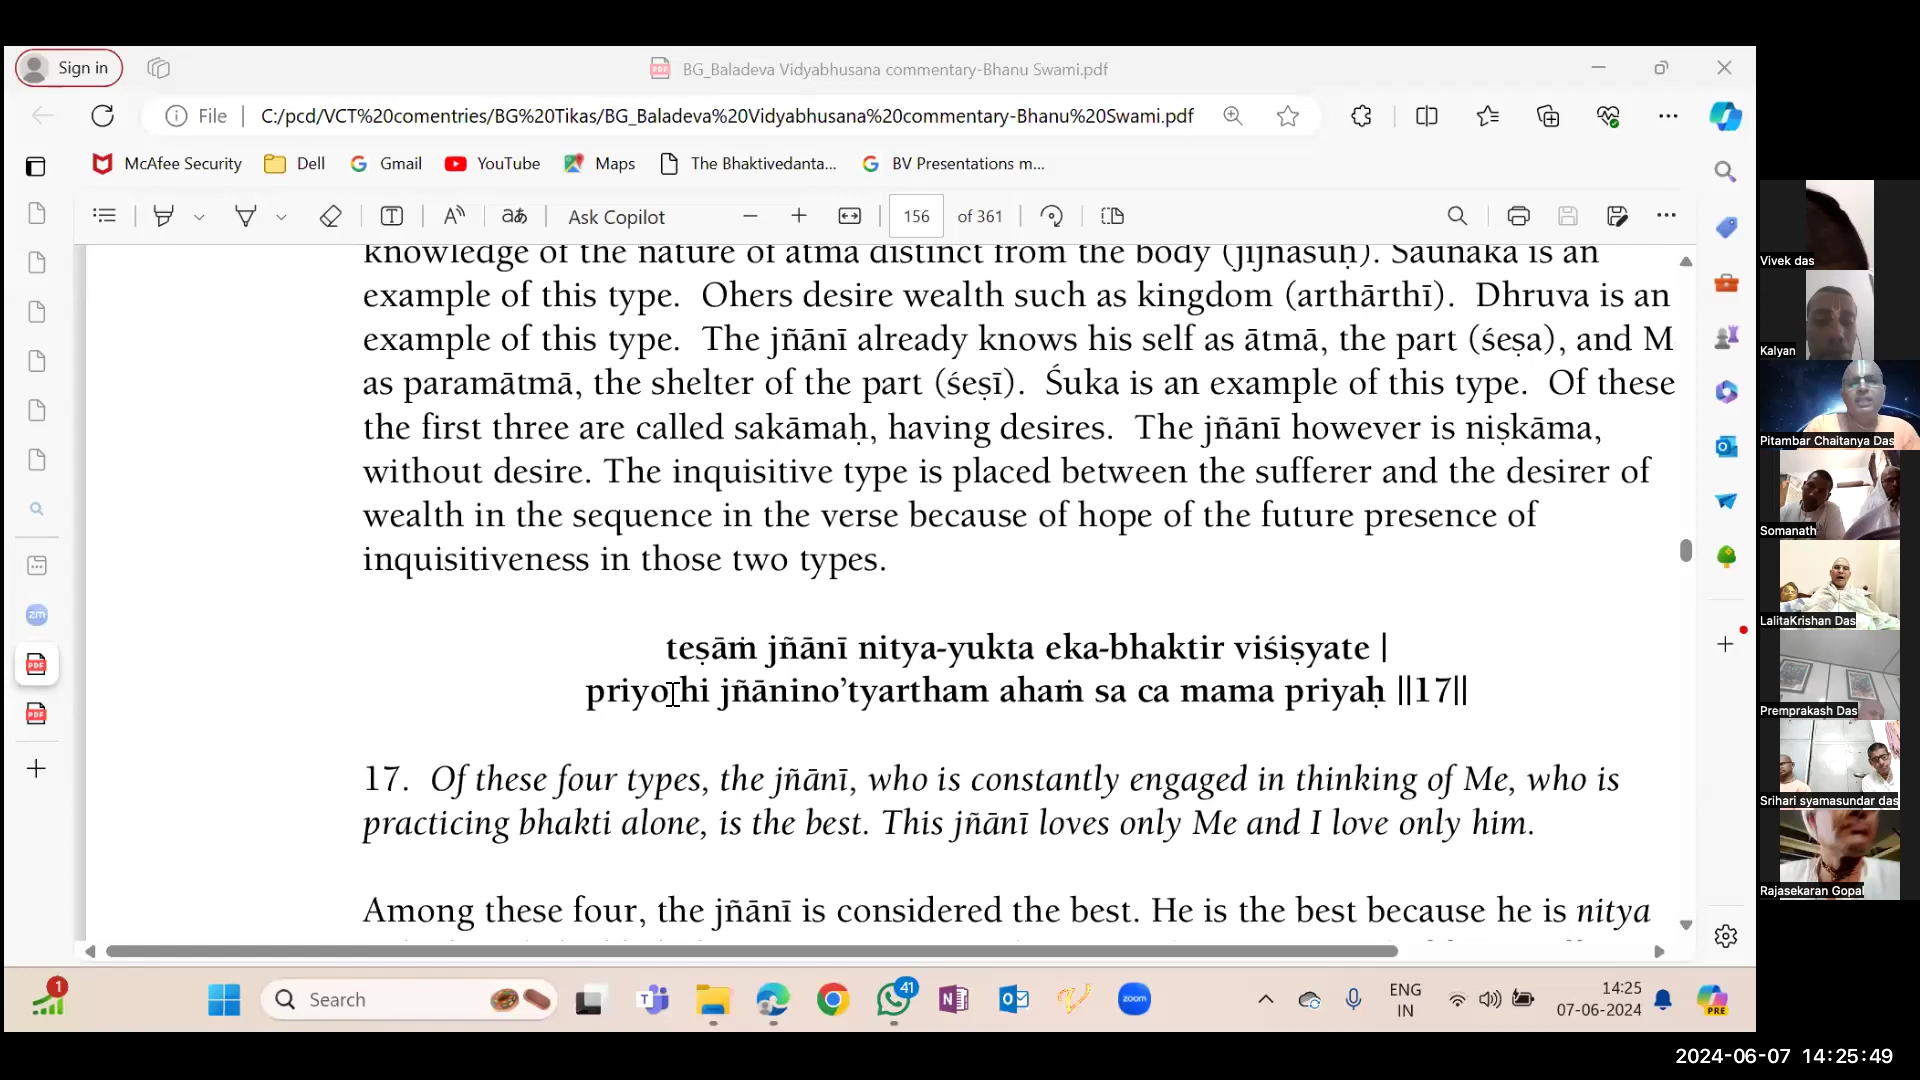 Sign in
BG_Baladeva Vidyabhusana commentary-Bhanu Swami.pdf
File
C:/pcd/VCT%20comentries/BG%20Tikas/BG_Baladeva%20Vidyabhusana%20commentary-Bhanu%20Swami.pdf
McAfee Security
Dell
Gmail
YouTube
Maps
The Bhaktivedanta...
BV Presentations m...
Ask Copilot
156 of 361
knowledge of the nature of ātmā distinct from the body (jijñāsuḥ). Śaunaka is an
example of this type. Ohers desire wealth such as kingdom (arthārthī). Dhruva is an
example of this type. The jñānī already knows his self as ātmā, the part (śeṣa), and M
as paramātmā, the shelter of the part (śeṣī). Śuka is an example of this type. Of these
the first three are called sakāmaḥ, having desires. The jñānī however is niṣkāma,
without desire. The inquisitive type is placed between the sufferer and the desirer of
wealth in the sequence in the verse because of hope of the future presence of
inquisitiveness in those two types.
teṣāṁ jñānī nitya-yukta eka-bhaktir viśiṣyate |
priyo hi jñānino’tyartham ahaṁ sa ca mama priyaḥ ||17||
17. Of these four types, the jñānī, who is constantly engaged in thinking of Me, who is
practicing bhakti alone, is the best. This jñānī loves only Me and I love only him.
Among these four, the jñānī is considered the best. He is the best because he is nitya
Vivek das
Kalyan
Pitambar Chaitanya Das
Somanath
LalitaKrishan Das
Premprakash Das
Srihari syamasundar das
Rajasekaran Gopal
1
Search
41
zoom
ENG
IN
14:25
07-06-2024
PRE
2024-06-07 14:25:49